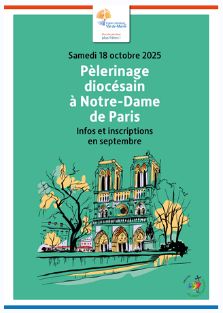 Samedi 18 octobre 2025
Pèlerinage
diocésain
à Notre-Dame
de Paris
Infos et inscriptions
en septembre